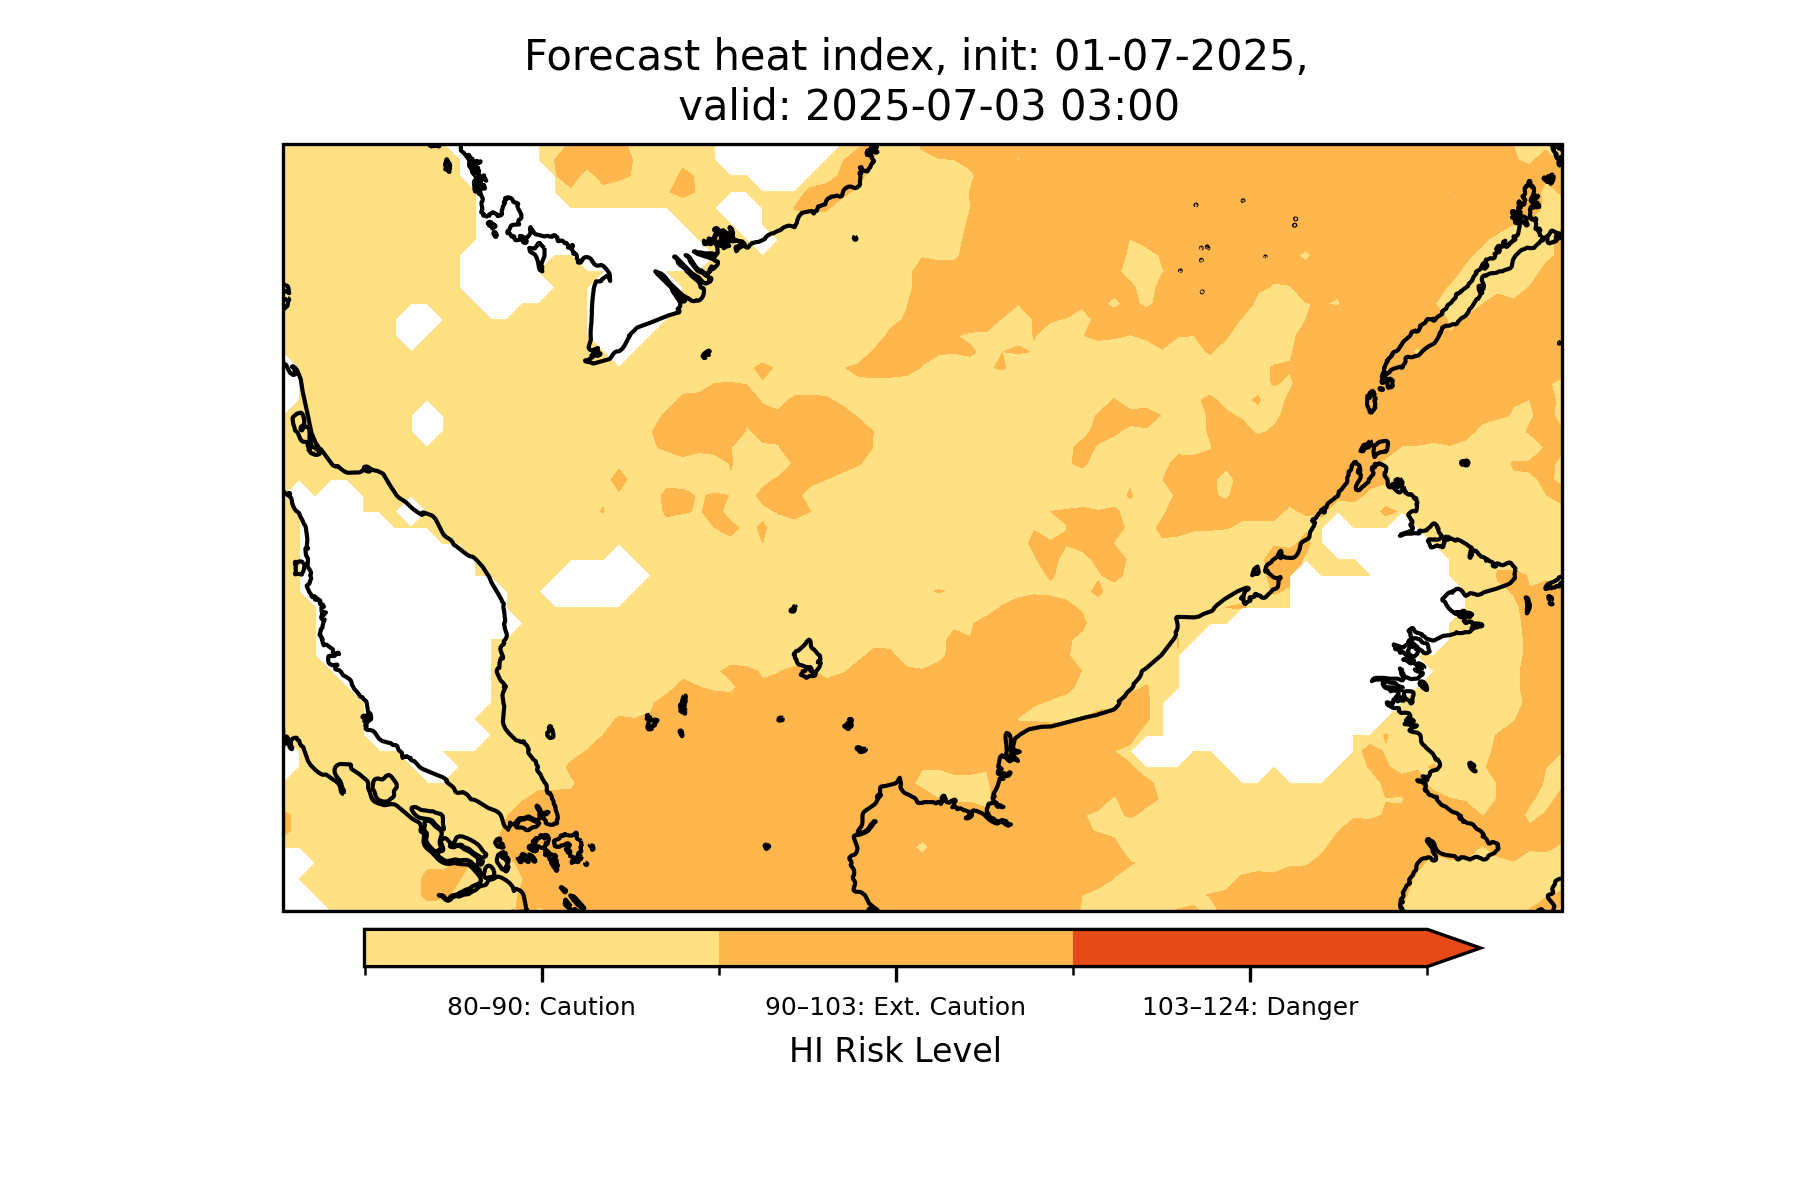 Forecast heat index, init: 01-07-2025,
valid: 2025-07-03 03:00
80–90: Caution
90–103: Ext. Caution
103–124: Danger
HI Risk Level